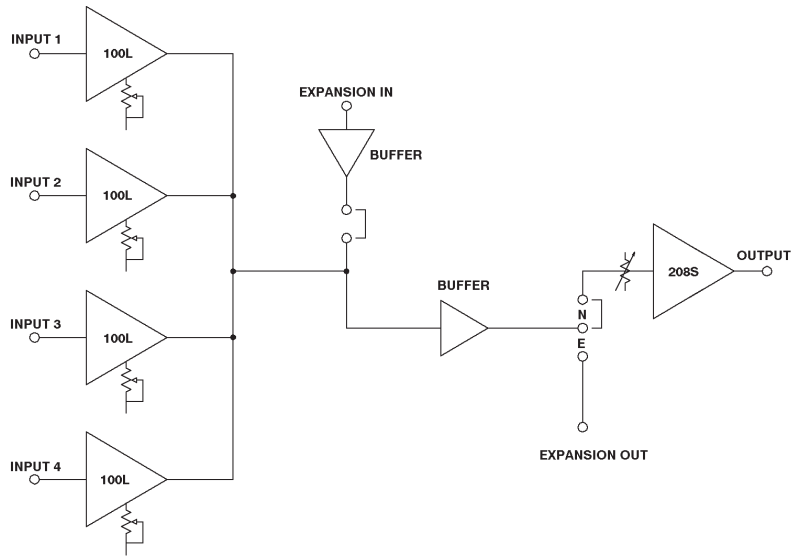 INPUT 1
100L
EXPANSION IN
BUFFER
INPUT 2
100L
OUTPUT
208S
BUFFER
N
E
INPUT 3
100L
EXPANSION OUT
INPUT 4
100L